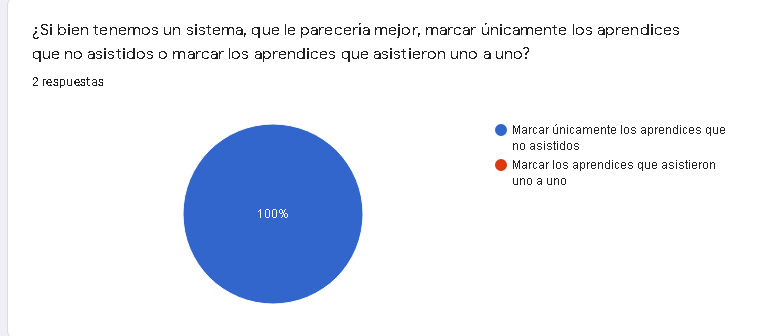 ¿Si bien tenemos un sistema, que le parecería mejor, marcar únicamente los aprendices
que no asistidos o marcar los aprendices que asistieron uno a uno?
2 respuestas
Marcar únicamente los aprendices que
no asistidos
Marcar los aprendices que asistieron
uno a uno
100%